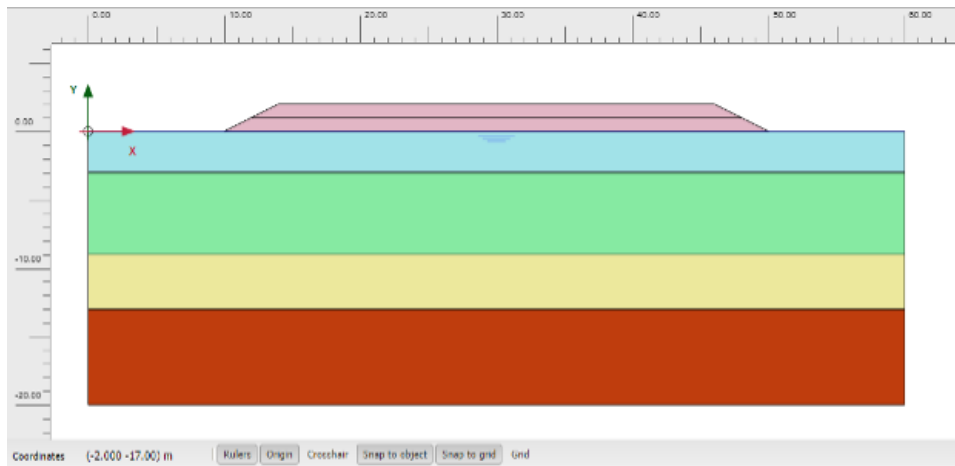 0.00 10.00 20.00 30.00 40.00 50.00 60.00
Y
0.00
X
-10.00
-20.00
Coordinates (-2.000 -17.00) m Rulers Origin Crosshair Snap to object Snap to grid Grid